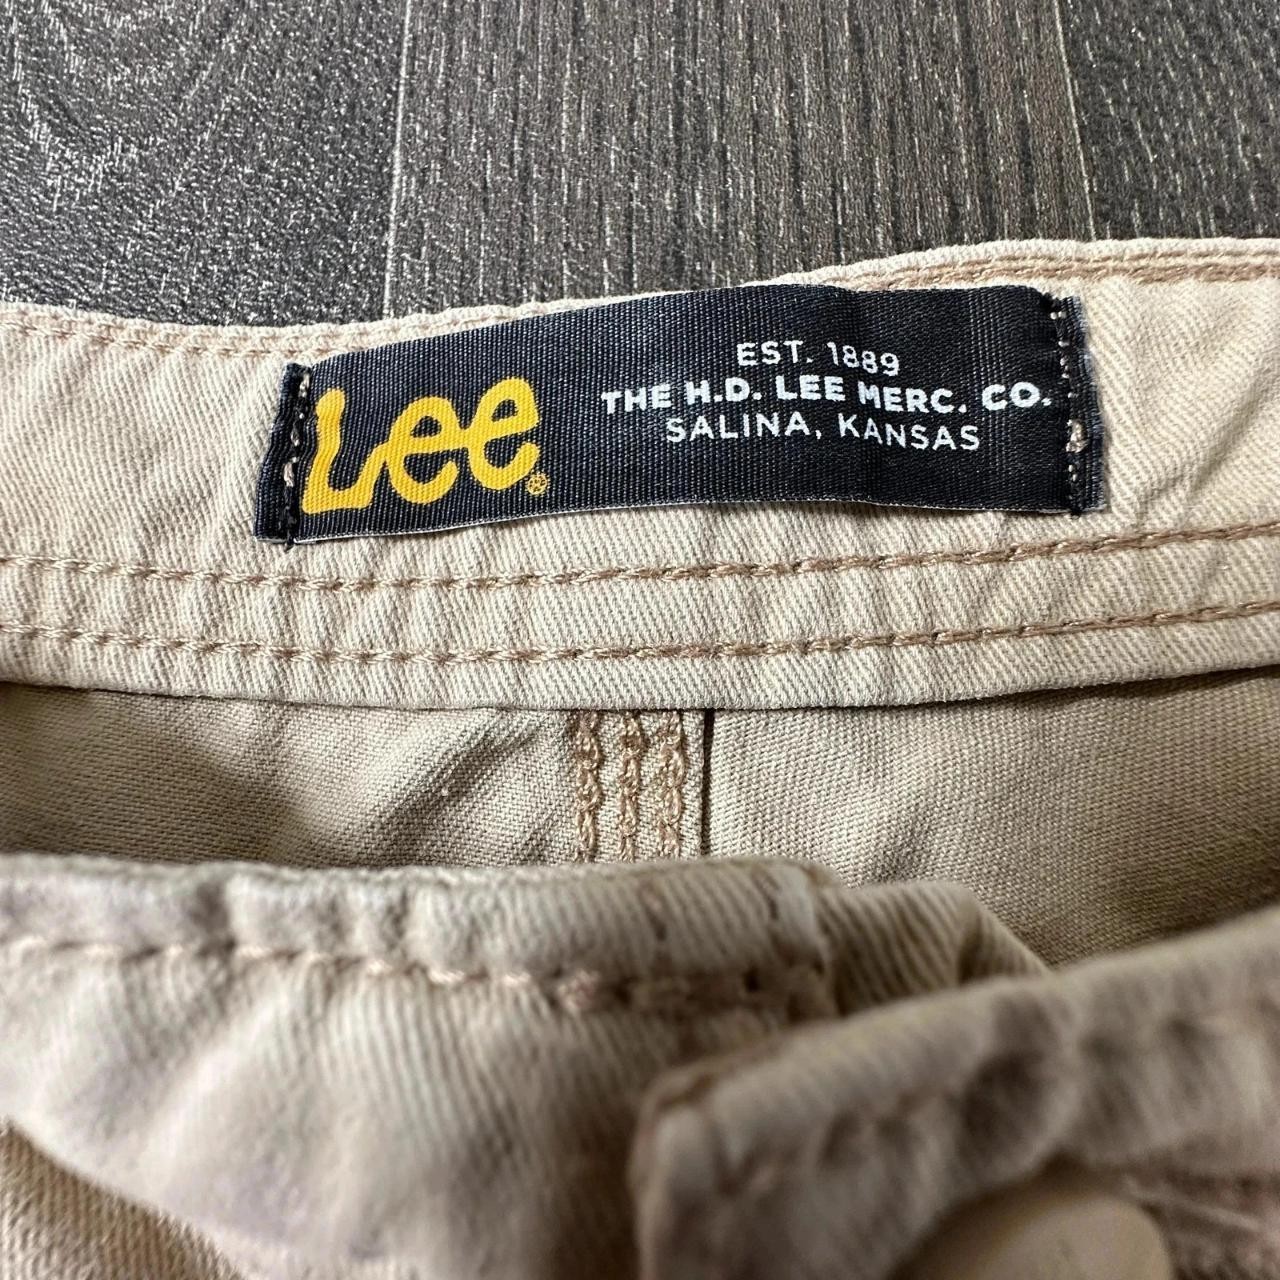 Lee®
EST. 1889
THE H.D. LEE MERC. CO.
SALINA, KANSAS